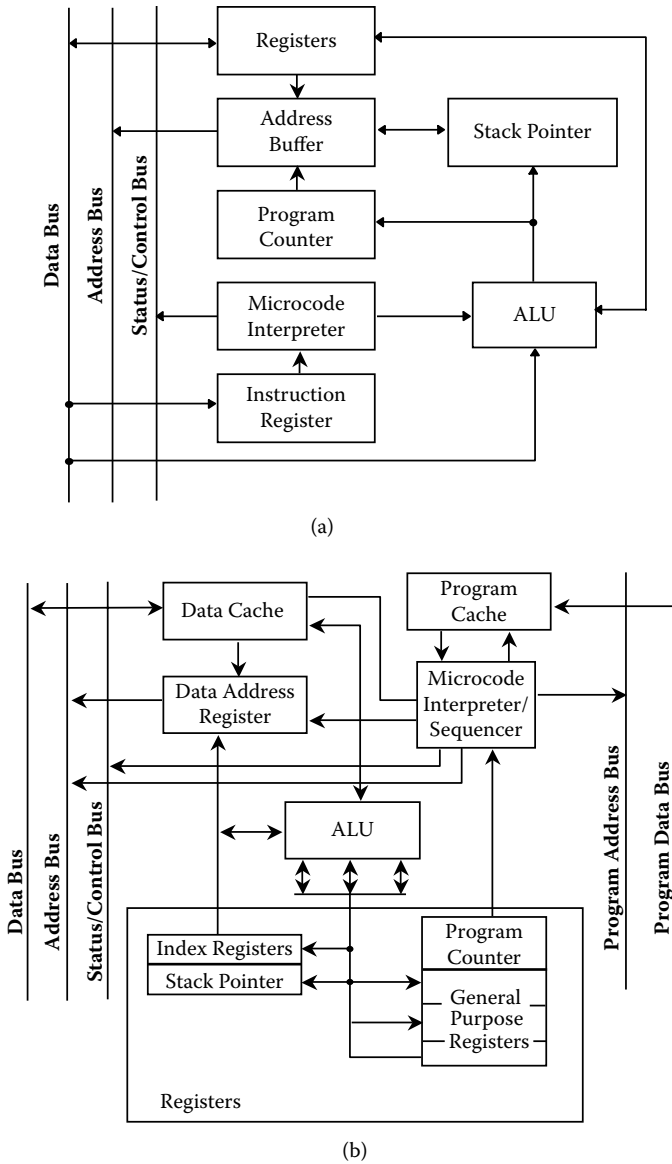 Registers
Address
Buffer
Stack Pointer
Program
Counter
Data Bus
Address Bus
Status/Control Bus
Microcode
Interpreter
ALU
Instruction
Register
(a)
Data Cache
Program
Cache
Data Address
Register
Microcode
Interpreter/
Sequencer
ALU
Data Bus
Address Bus
Status/Control Bus
Program Address Bus
Program Data Bus
Index Registers
Stack Pointer
Program
Counter
General
Purpose
Registers
Registers
(b)